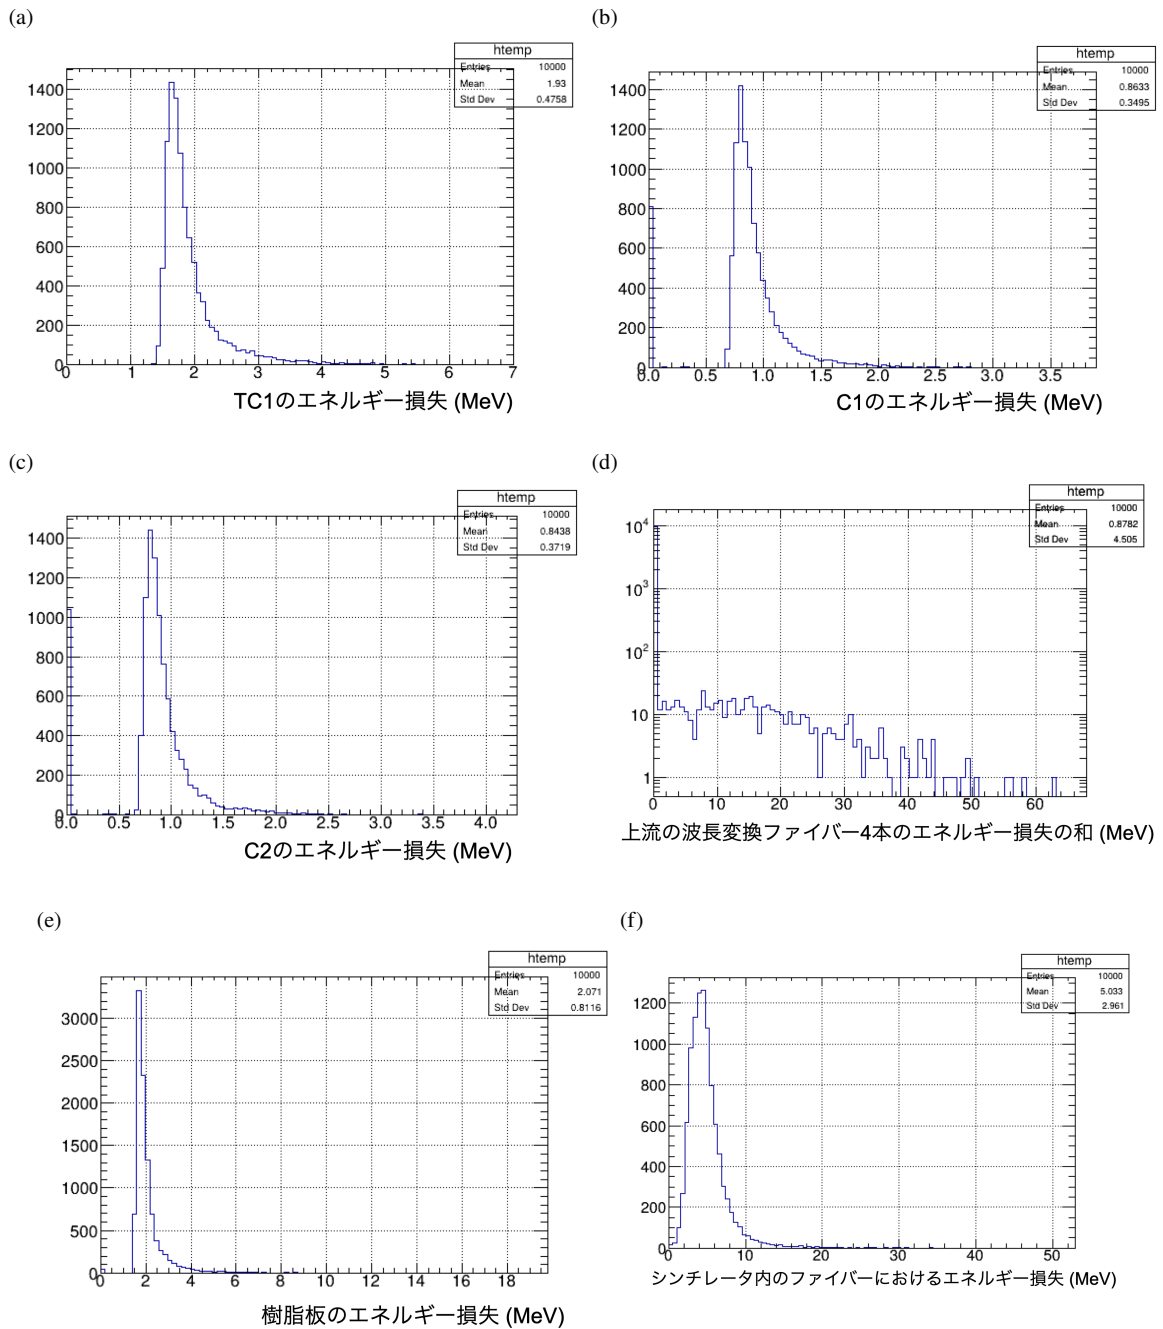 (a)
htemp
Entries 10000
Mean 1.93
Std Dev 0.4758
1400
1200
1000
800
600
400
200
0
0 1 2 3 4 5 6 7
TC1のエネルギー損失 (MeV)
(b)
htemp
Entries 10000
Mean 0.8633
Std Dev 0.3495
1400
1200
1000
800
600
400
200
0
0.0 0.5 1.0 1.5 2.0 2.5 3.0 3.5
C1のエネルギー損失 (MeV)
(c)
htemp
Entries 10000
Mean 0.8438
Std Dev 0.3719
1400
1200
1000
800
600
400
200
0
0.0 0.5 1.0 1.5 2.0 2.5 3.0 3.5 4.0
C2のエネルギー損失 (MeV)
(d)
htemp
Entries 10000
Mean 0.8782
Std Dev 4.505
10⁴
10³
10²
10
1
0 10 20 30 40 50 60
上流の波長変換ファイバー4本のエネルギー損失の和 (MeV)
(e)
htemp
Entries 10000
Mean 2.071
Std Dev 0.8116
3000
2500
2000
1500
1000
500
0
0 2 4 6 8 10 12 14 16 18
樹脂板のエネルギー損失 (MeV)
(f)
htemp
Entries 10000
Mean 5.033
Std Dev 2.961
1200
1000
800
600
400
200
0
0 10 20 30 40 50
シンチレータ内のファイバーにおけるエネルギー損失 (MeV)